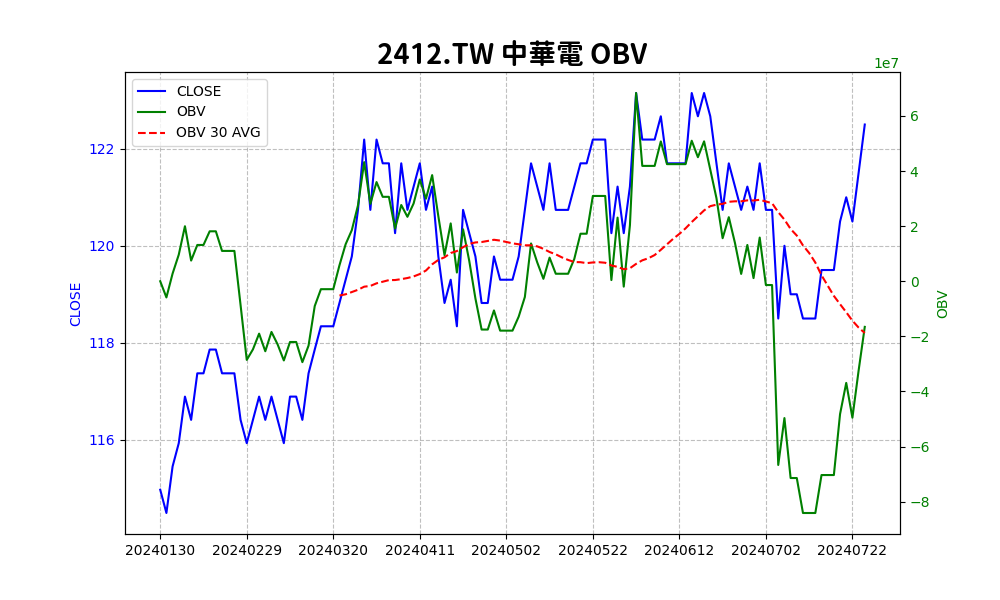 2412.TW 中華電 OBV
1e7
CLOSE
OBV
OBV 30 AVG
122
120
118
116
CLOSE
6
4
2
0
−2
−4
−6
−8
OBV
20240130 20240229 20240320 20240411 20240502 20240522 20240612 20240702 20240722